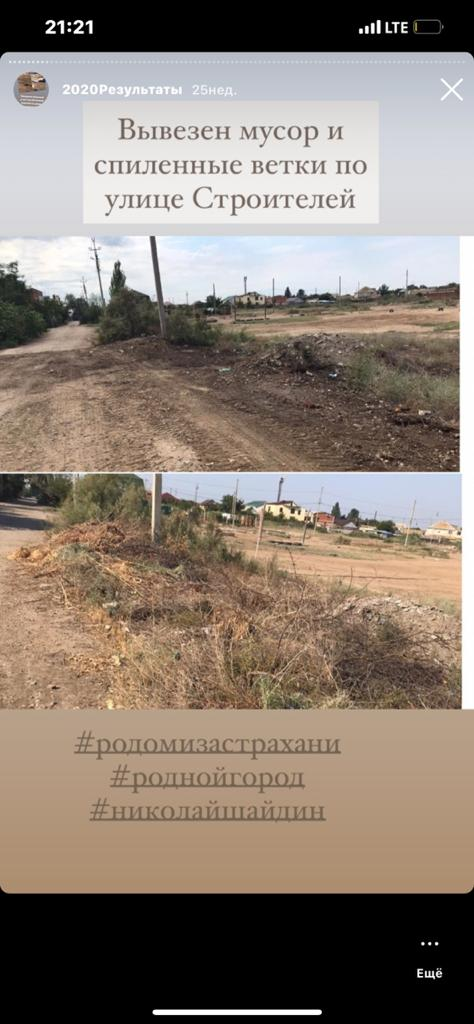 21:21
LTE
2020Результаты 25нед.
Вывезен мусор и
спиленные ветки по
улице Строителей
#родомизастрахани
#роднойгород
#николайшайдин
Ещё